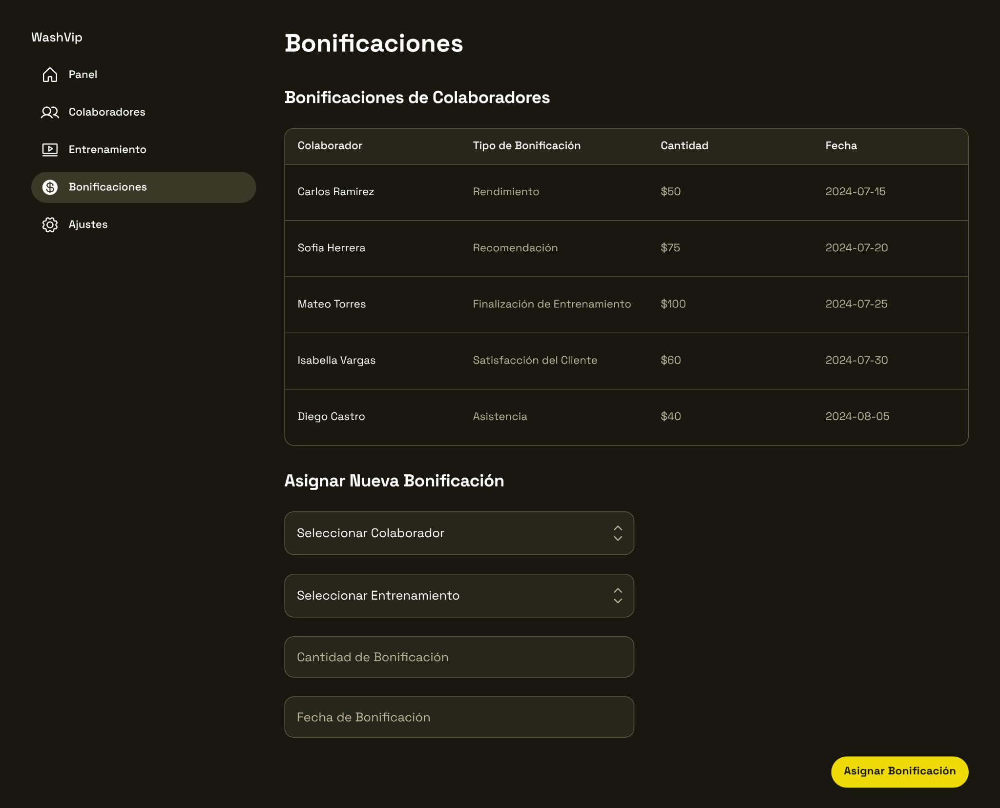 WashVip
Panel
Colaboradores
Entrenamiento
Bonificaciones
Ajustes
Bonificaciones
Bonificaciones de Colaboradores
Colaborador Tipo de Bonificación Cantidad Fecha
Carlos Ramirez Rendimiento $50 2024-07-15
Sofia Herrera Recomendación $75 2024-07-20
Mateo Torres Finalización de Entrenamiento $100 2024-07-25
Isabella Vargas Satisfacción del Cliente $60 2024-07-30
Diego Castro Asistencia $40 2024-08-05
Asignar Nueva Bonificación
Seleccionar Colaborador
Seleccionar Entrenamiento
Cantidad de Bonificación
Fecha de Bonificación
Asignar Bonificación